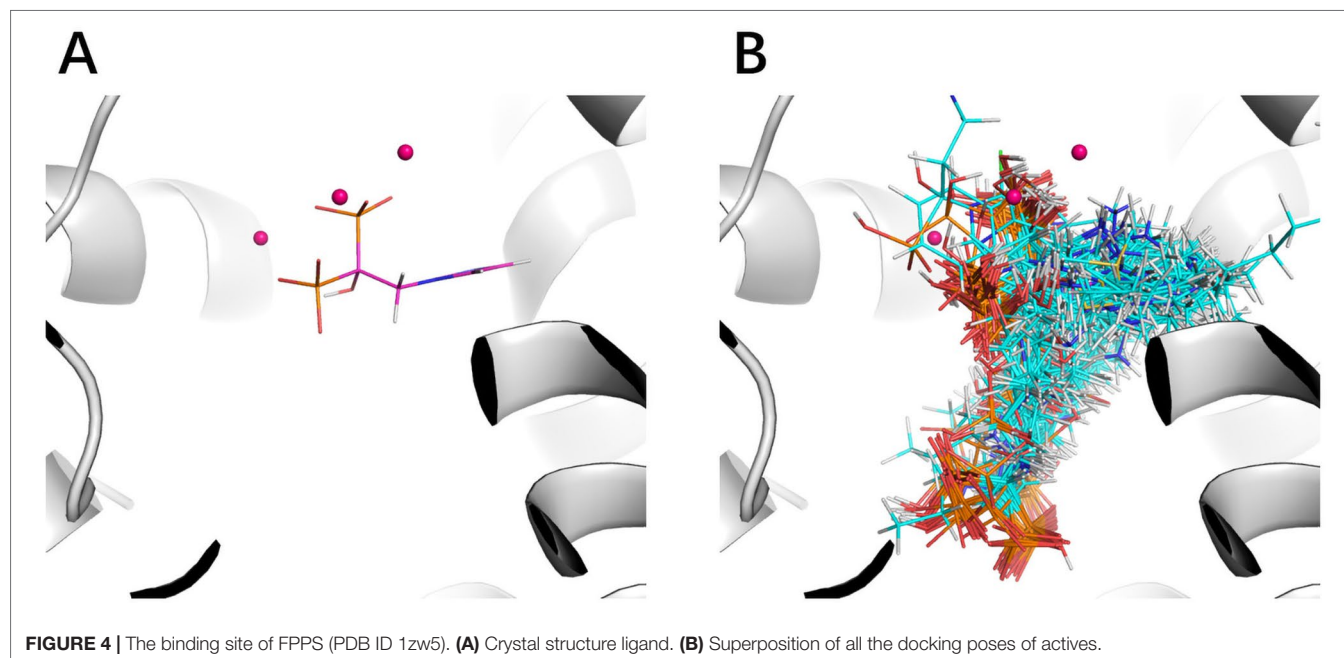 A
B
FIGURE 4 | The binding site of FPPS (PDB ID 1zw5). (A) Crystal structure ligand. (B) Superposition of all the docking poses of actives.